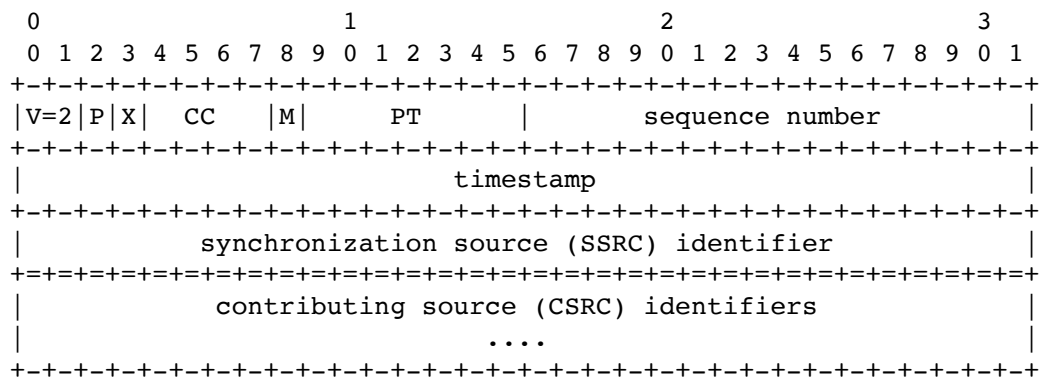 0                   1                   2                   3
 0 1 2 3 4 5 6 7 8 9 0 1 2 3 4 5 6 7 8 9 0 1 2 3 4 5 6 7 8 9 0 1
+-+-+-+-+-+-+-+-+-+-+-+-+-+-+-+-+-+-+-+-+-+-+-+-+-+-+-+-+-+-+-+-+
|V=2|P|X|  CC   |M|     PT      |       sequence number         |
+-+-+-+-+-+-+-+-+-+-+-+-+-+-+-+-+-+-+-+-+-+-+-+-+-+-+-+-+-+-+-+-+
|                           timestamp                           |
+-+-+-+-+-+-+-+-+-+-+-+-+-+-+-+-+-+-+-+-+-+-+-+-+-+-+-+-+-+-+-+-+
|           synchronization source (SSRC) identifier            |
+=+=+=+=+=+=+=+=+=+=+=+=+=+=+=+=+=+=+=+=+=+=+=+=+=+=+=+=+=+=+=+=+
|            contributing source (CSRC) identifiers             |
|                             ....                              |
+-+-+-+-+-+-+-+-+-+-+-+-+-+-+-+-+-+-+-+-+-+-+-+-+-+-+-+-+-+-+-+-+